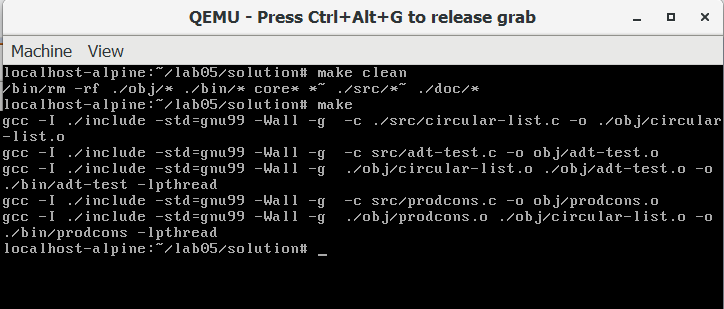 QEMU - Press Ctrl+Alt+G to release grab
Machine View
localhost-alpine:~/lab05/solution# make clean
/bin/rm -rf ./obj/* ./bin/* core* *~ ./src/*~ ./doc/*
localhost-alpine:~/lab05/solution# make
gcc -I ./include -std=gnu99 -Wall -g  -c ./src/circular-list.c -o ./obj/circular
-list.o
gcc -I ./include -std=gnu99 -Wall -g  -c src/adt-test.c -o obj/adt-test.o
gcc -I ./include -std=gnu99 -Wall -g  ./obj/circular-list.o ./obj/adt-test.o -o
./bin/adt-test -lpthread
gcc -I ./include -std=gnu99 -Wall -g  -c src/prodcons.c -o obj/prodcons.o
gcc -I ./include -std=gnu99 -Wall -g  ./obj/prodcons.o ./obj/circular-list.o -o
./bin/prodcons -lpthread
localhost-alpine:~/lab05/solution# _